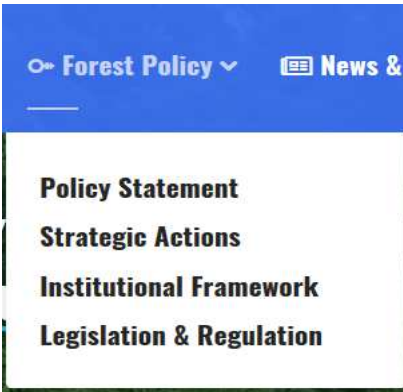 Forest Policy
News &
Policy Statement
Strategic Actions
Institutional Framework
Legislation & Regulation